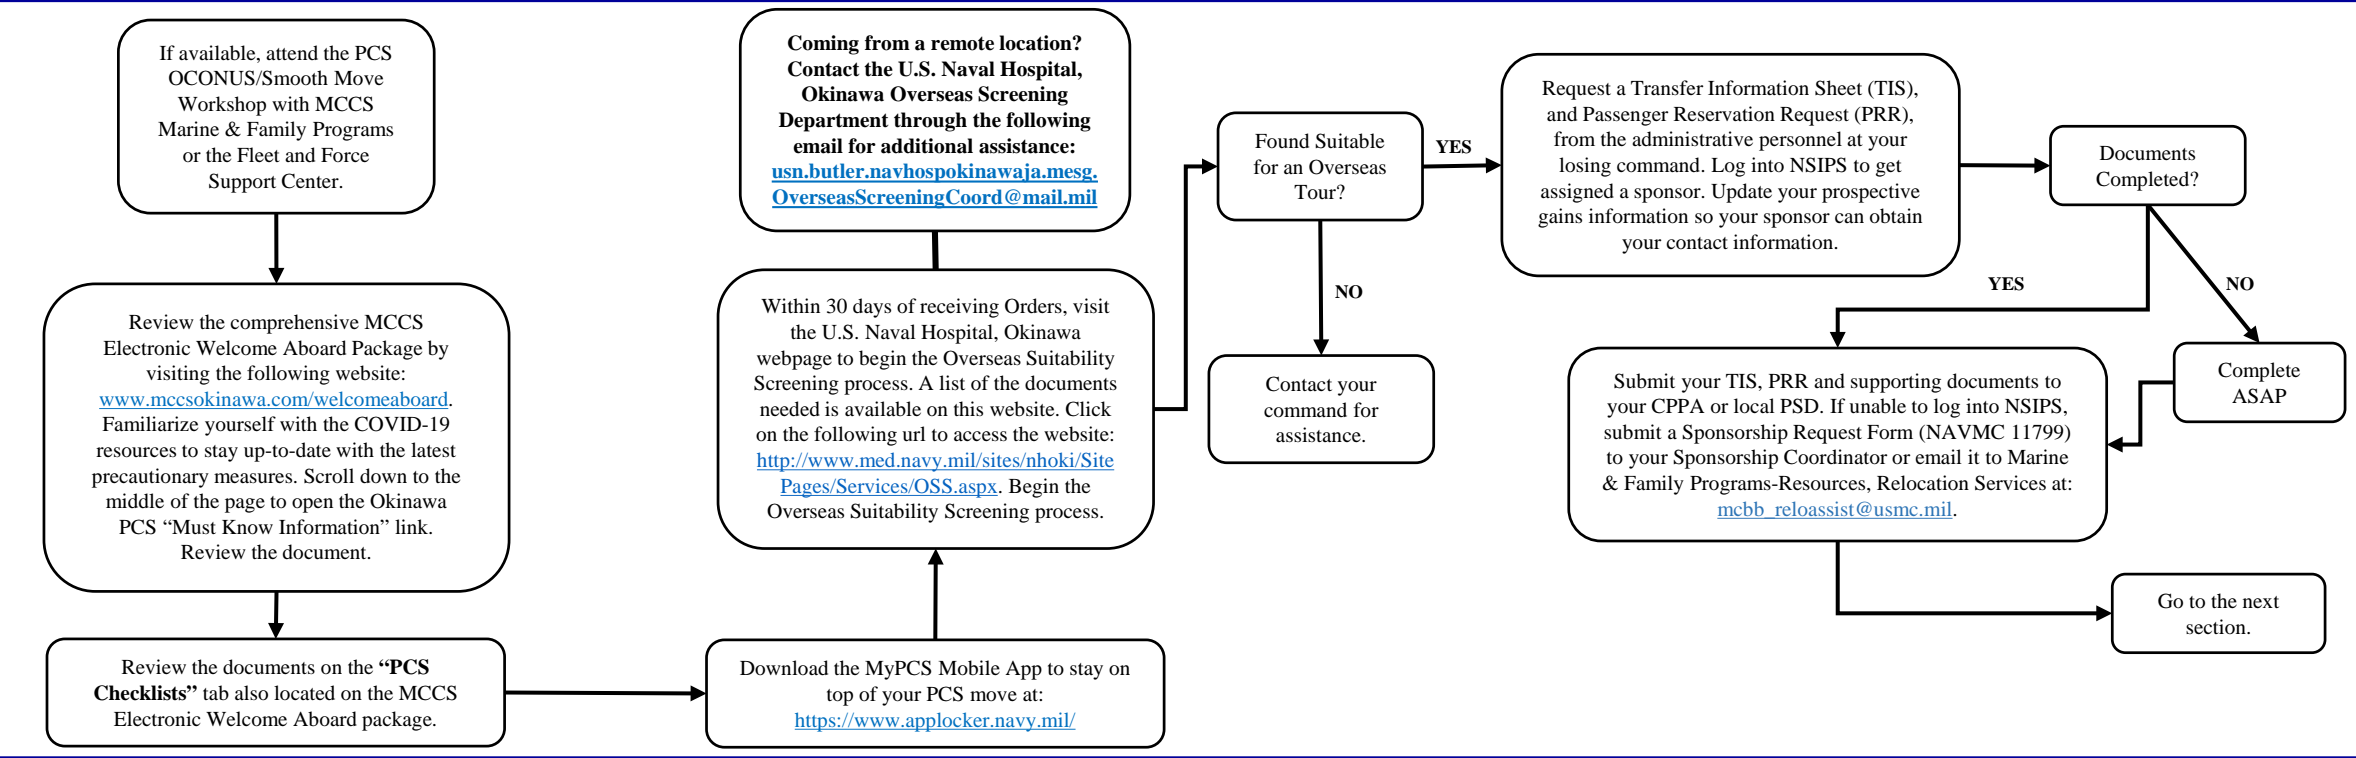 If available, attend the PCS
OCONUS/Smooth Move
Workshop with MCCS
Marine & Family Programs
or the Fleet and Force
Support Center.
Review the comprehensive MCCS
Electronic Welcome Aboard Package by
visiting the following website:
www.mccsokinawa.com/welcomeaboard.
Familiarize yourself with the COVID-19
resources to stay up-to-date with the latest
precautionary measures. Scroll down to the
middle of the page to open the Okinawa
PCS “Must Know Information” link.
Review the document.
Review the documents on the “PCS
Checklists” tab also located on the MCCS
Electronic Welcome Aboard package.
Download the MyPCS Mobile App to stay on
top of your PCS move at:
https://www.applocker.navy.mil/
Coming from a remote location?
Contact the U.S. Naval Hospital,
Okinawa Overseas Screening
Department through the following
email for additional assistance:
usn.butler.navhospokinawaja.mesg.
OverseasScreeningCoord@mail.mil
Within 30 days of receiving Orders, visit
the U.S. Naval Hospital, Okinawa
webpage to begin the Overseas Suitability
Screening process. A list of the documents
needed is available on this website. Click
on the following url to access the website:
http://www.med.navy.mil/sites/nhoki/Site
Pages/Services/OSS.aspx. Begin the
Overseas Suitability Screening process.
Found Suitable
for an Overseas
Tour?
YES
NO
Contact your
command for
assistance.
Request a Transfer Information Sheet (TIS),
and Passenger Reservation Request (PRR),
from the administrative personnel at your
losing command. Log into NSIPS to get
assigned a sponsor. Update your prospective
gains information so your sponsor can obtain
your contact information.
Documents
Completed?
YES
NO
Complete
ASAP
Submit your TIS, PRR and supporting documents to
your CPPA or local PSD. If unable to log into NSIPS,
submit a Sponsorship Request Form (NAVMC 11799)
to your Sponsorship Coordinator or email it to Marine
& Family Programs-Resources, Relocation Services at:
mcbb_reloassist@usmc.mil.
Go to the next
section.